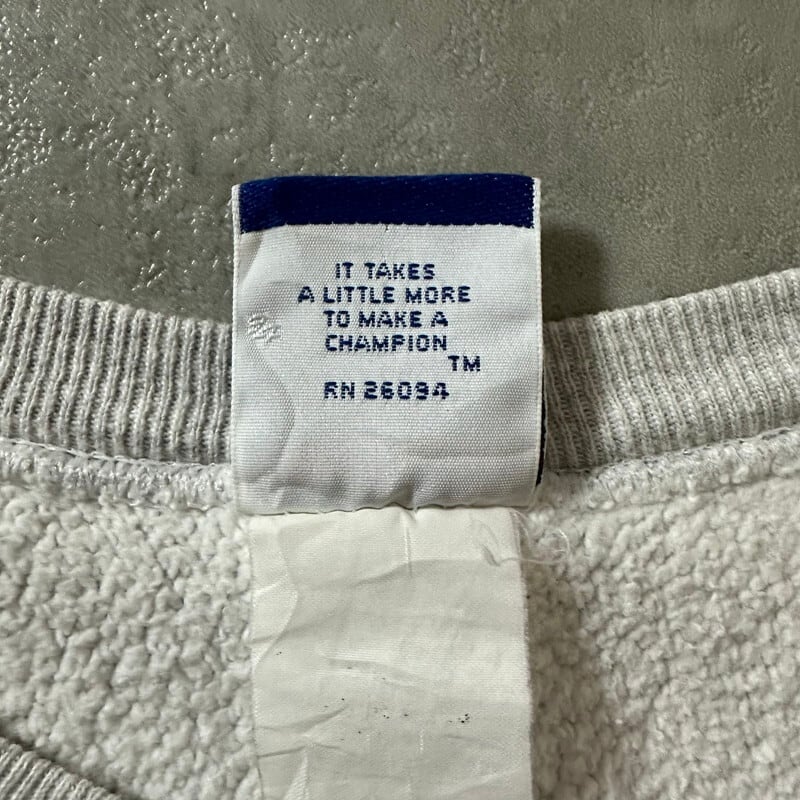 IT TAKES
A LITTLE MORE
TO MAKE A
CHAMPION
TM
RN 26094